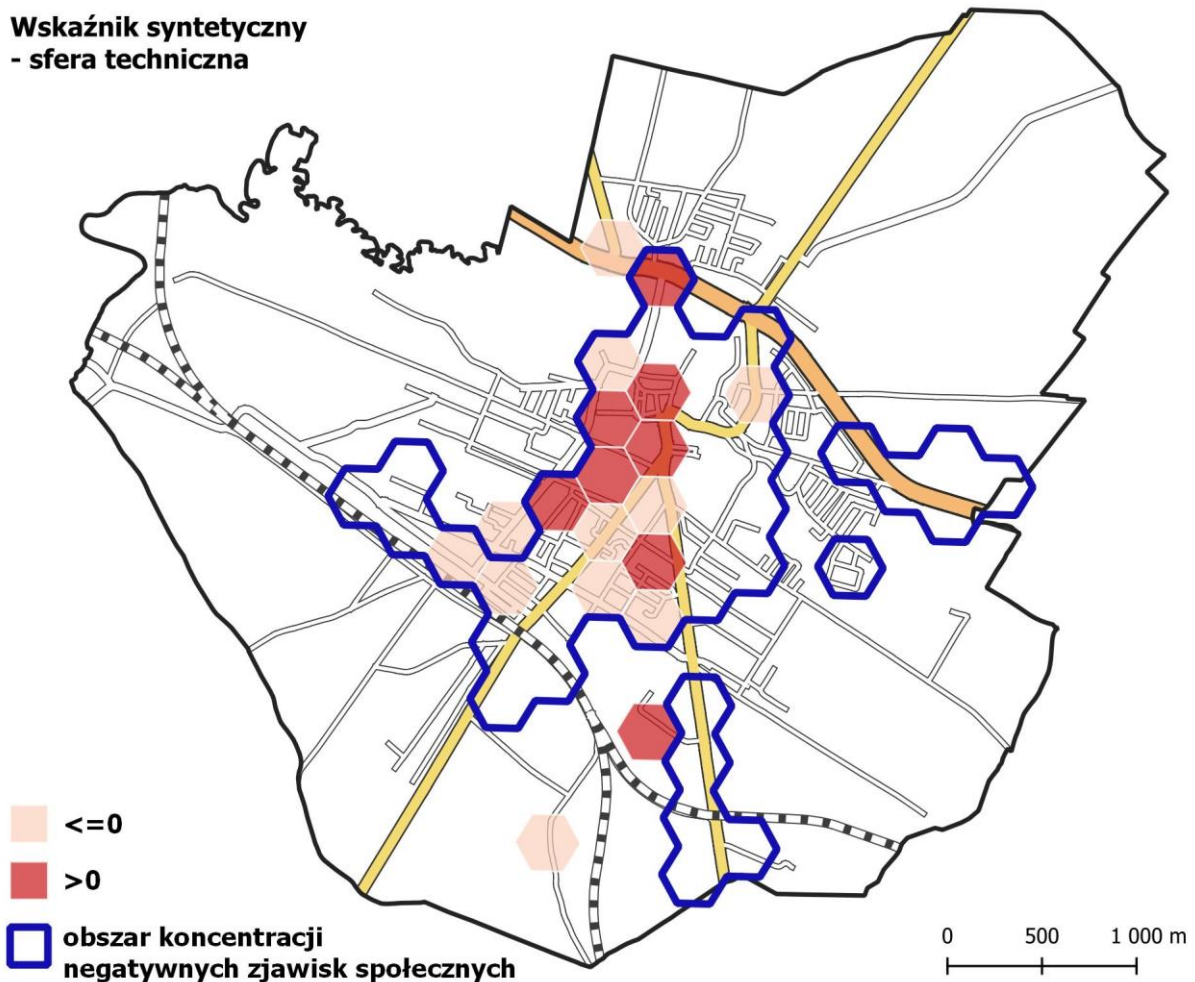 Wskaźnik syntetyczny
- sfera techniczna
<=0
>0
obszar koncentracji
negatywnych zjawisk społecznych
0 500 1 000 m